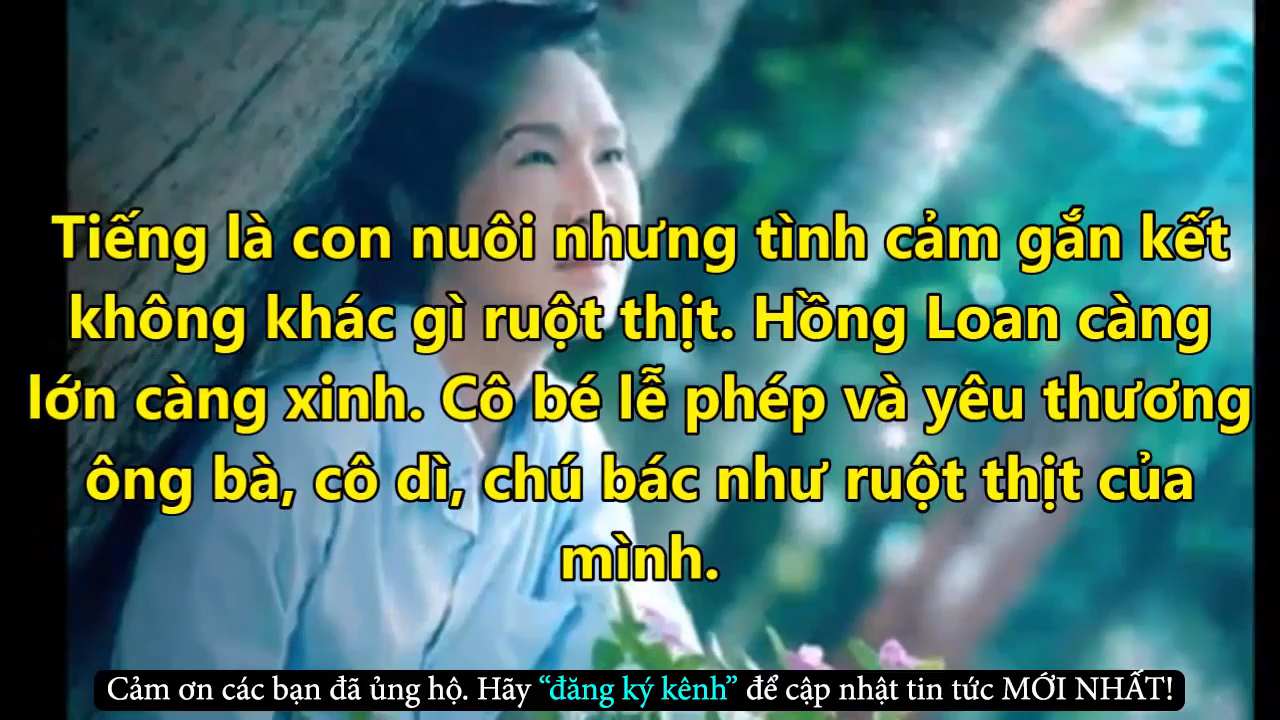 Tiếng là con nuôi nhưng tình cảm gắn kết
không khác gì ruột thịt. Hồng Loan càng
lớn càng xinh. Cô bé lễ phép và yêu thương
ông bà, cô dì, chú bác như ruột thịt của
mình.
Cảm ơn các bạn đã ủng hộ. Hãy “đăng ký kênh” để cập nhật tin tức MỚI NHẤT!